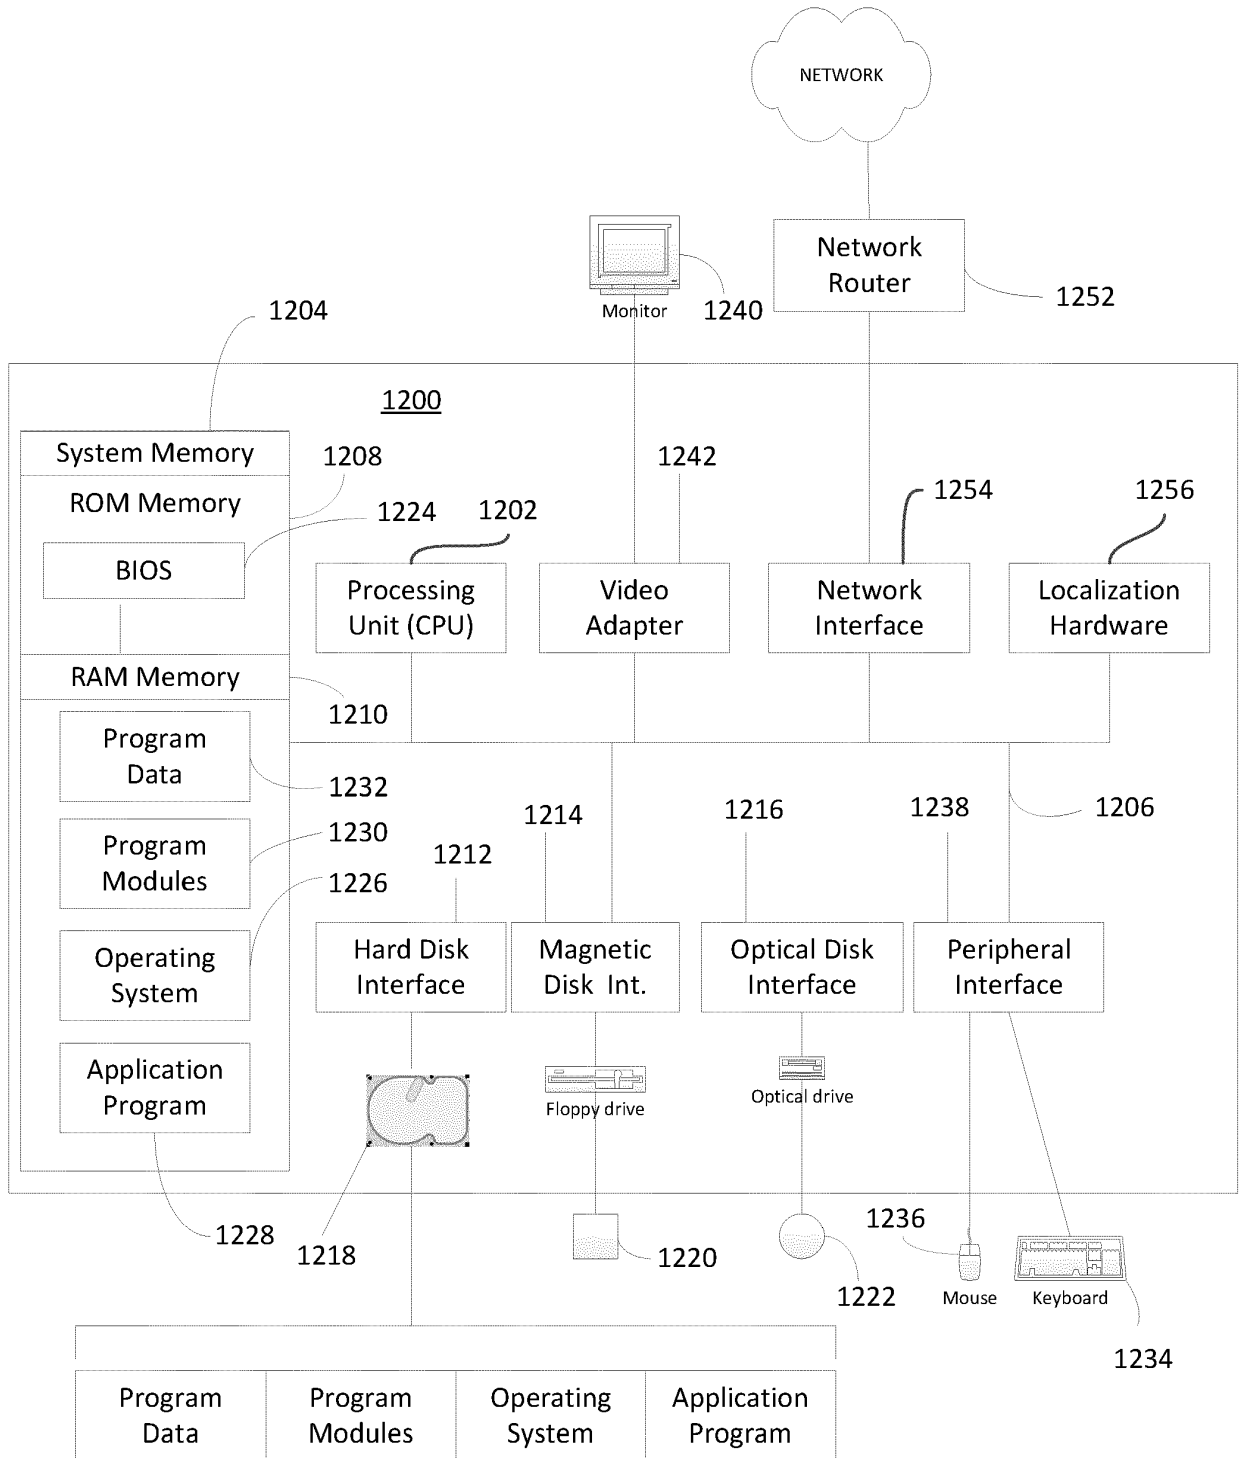 NETWORK
Network
Router
1252
Monitor
1240
1204
1200
System Memory
1208
1242
ROM Memory
1224
1202
1254
1256
BIOS
Processing
Unit (CPU)
Video
Adapter
Network
Interface
Localization
Hardware
RAM Memory
1210
Program
Data
1232
1214
1216
1238
1206
Program
Modules
1230
1212
1226
Operating
System
Hard Disk
Interface
Magnetic
Disk Int.
Optical Disk
Interface
Peripheral
Interface
Application
Program
Floppy drive
Optical drive
1228
1218
1220
1222
1236
Mouse
Keyboard
1234
Program
Data
Program
Modules
Operating
System
Application
Program